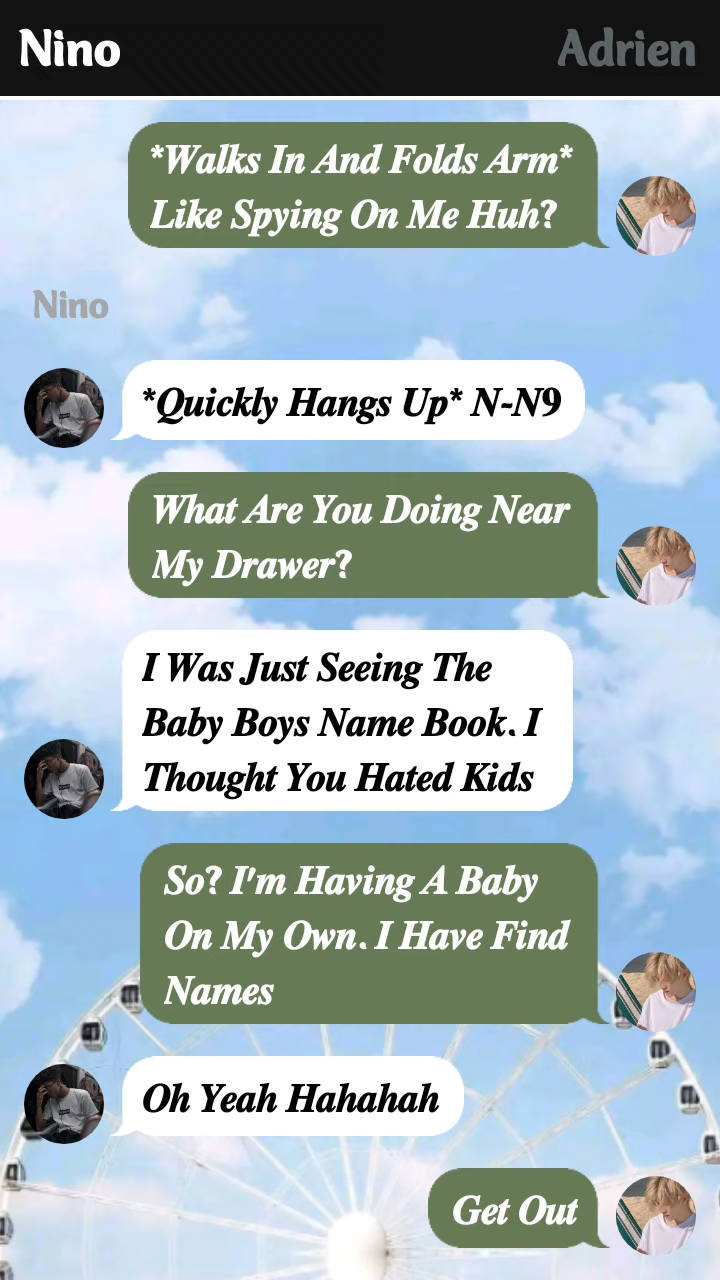 Nino
Adrien
*Walks In And Folds Arm*
Like Spying On Me Huh?
Nino
*Quickly Hangs Up* N-N9
What Are You Doing Near
My Drawer?
I Was Just Seeing The
Baby Boys Name Book. I
Thought You Hated Kids
So? I'm Having A Baby
On My Own. I Have Find
Names
Oh Yeah Hahahah
Get Out